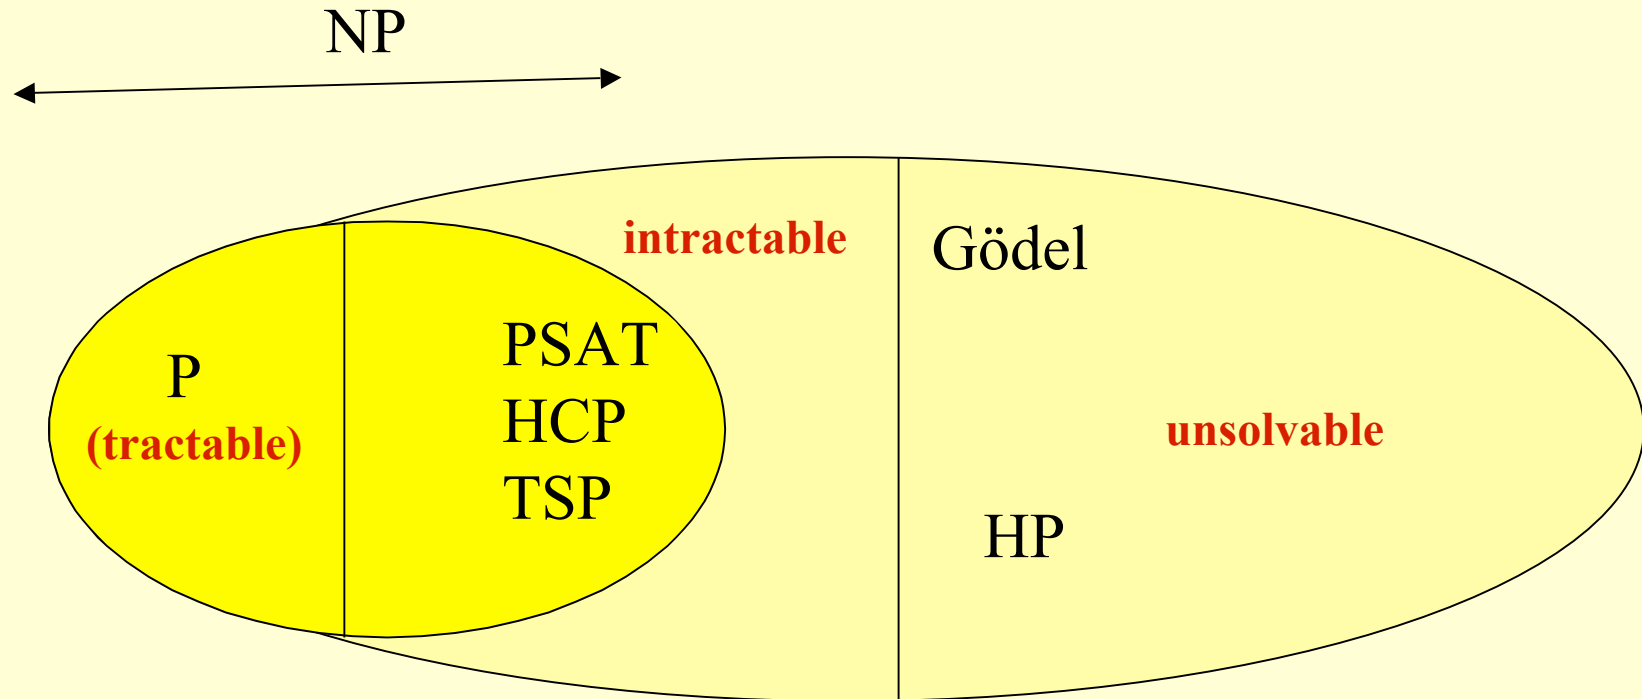 NP
intractable
Gödel
P
(tractable)
PSAT
HCP
TSP
unsolvable
HP